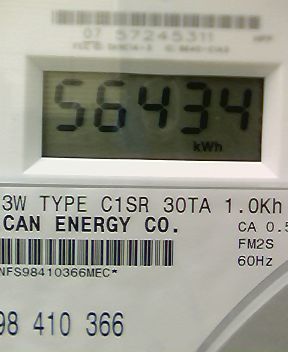 07 57245311
56434
kWh
3W TYPE C1SR 30TA 1.0Kh
CAN ENERGY CO.
CA 0.5
FM2S
60Hz
NFS98410366MEC*
98 410 366